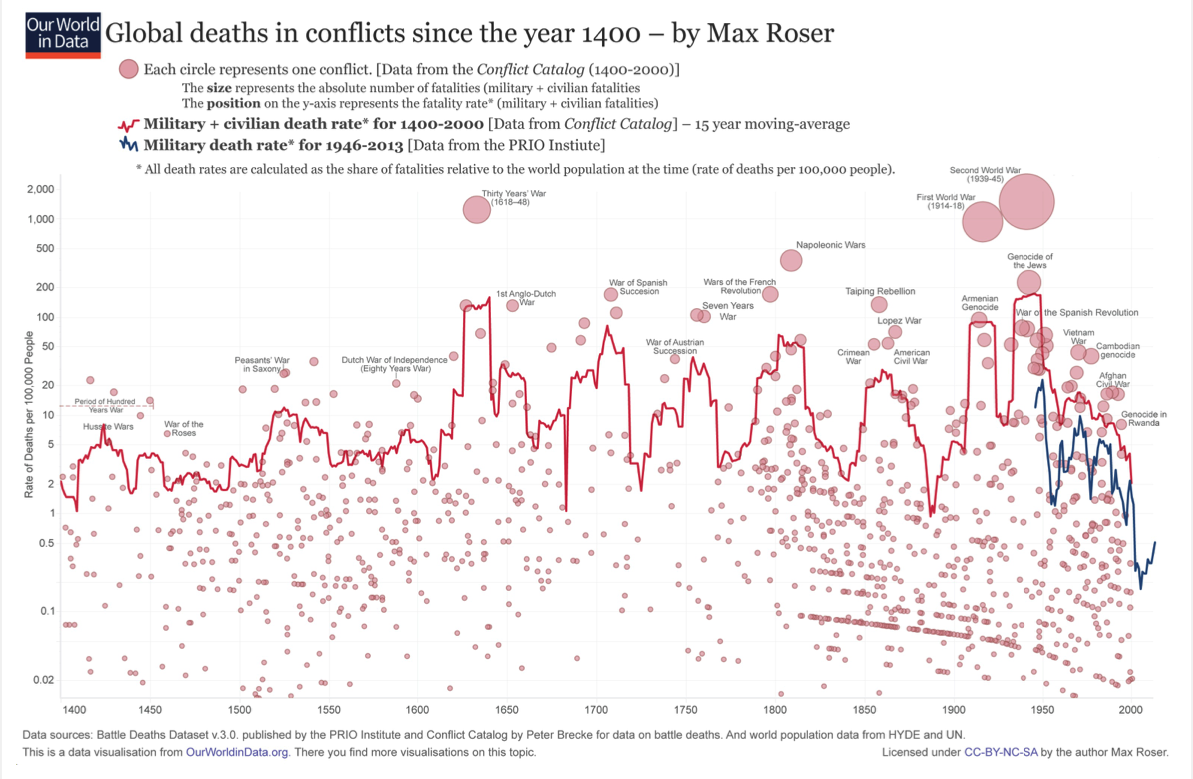 Our World
in Data
Global deaths in conflicts since the year 1400 – by Max Roser
Each circle represents one conflict. [Data from the Conflict Catalog (1400-2000)]
The size represents the absolute number of fatalities (military + civilian fatalities
The position on the y-axis represents the fatality rate* (military + civilian fatalities)
Military + civilian death rate* for 1400-2000 [Data from Conflict Catalog] – 15 year moving-average
Military death rate* for 1946-2013 [Data from the PRIO Instiute]
* All death rates are calculated as the share of fatalities relative to the world population at the time (rate of deaths per 100,000 people).
Rate of Deaths per 100,000 People
2,000
1,000
500
200
100
50
20
10
5
2
1
0.5
0.1
0.02
Period of Hundred
Years War
Hussite Wars
War of the
Roses
Peasants' War
in Saxony
Dutch War of Independence
(Eighty Years War)
Thirty Years' War
(1618–48)
1st Anglo-Dutch
War
War of Spanish
Succesion
War of Austrian
Succession
Seven Years
War
Wars of the French
Revolution
Napoleonic Wars
Taiping Rebellion
Lopez War
Crimean
War
American
Civil War
First World War
(1914-18)
Second World War
(1939-45)
Genocide of
the Jews
Armenian
Genocide
War of the Spanish Revolution
Vietnam
War
Cambodian
genocide
Afghan
Civil War
Genocide in
Rwanda
1400
1450
1500
1550
1600
1650
1700
1750
1800
1850
1900
1950
2000
Data sources: Battle Deaths Dataset v.3.0. published by the PRIO Institute and Conflict Catalog by Peter Brecke for data on battle deaths. And world population data from HYDE and UN.
This is a data visualisation from OurWorldinData.org. There you find more visualisations on this topic.
Licensed under CC-BY-NC-SA by the author Max Roser.